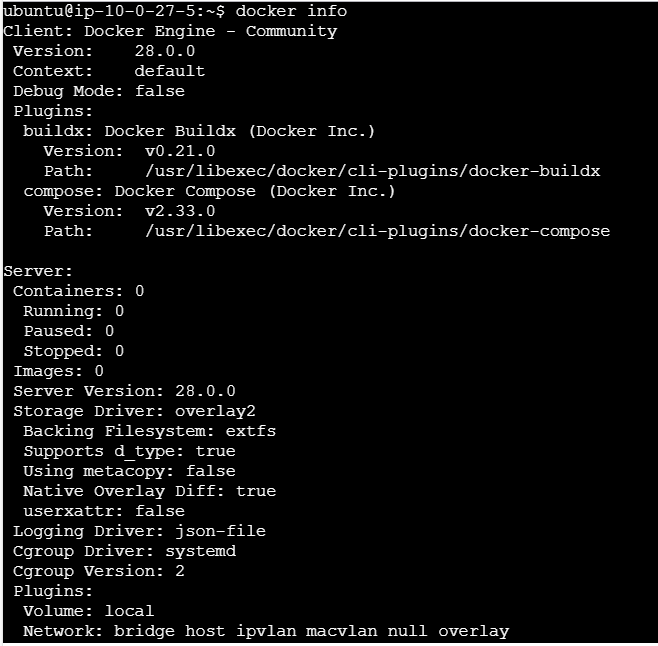 ubuntu@ip-10-0-27-5:~$ docker info
Client: Docker Engine - Community
 Version:    28.0.0
 Context:    default
 Debug Mode: false
 Plugins:
  buildx: Docker Buildx (Docker Inc.)
    Version:  v0.21.0
    Path:     /usr/libexec/docker/cli-plugins/docker-buildx
  compose: Docker Compose (Docker Inc.)
    Version:  v2.33.0
    Path:     /usr/libexec/docker/cli-plugins/docker-compose

Server:
 Containers: 0
  Running: 0
  Paused: 0
  Stopped: 0
 Images: 0
 Server Version: 28.0.0
 Storage Driver: overlay2
  Backing Filesystem: extfs
  Supports d_type: true
  Using metacopy: false
  Native Overlay Diff: true
  userxattr: false
 Logging Driver: json-file
 Cgroup Driver: systemd
 Cgroup Version: 2
 Plugins:
  Volume: local
  Network: bridge host ipvlan macvlan null overlay